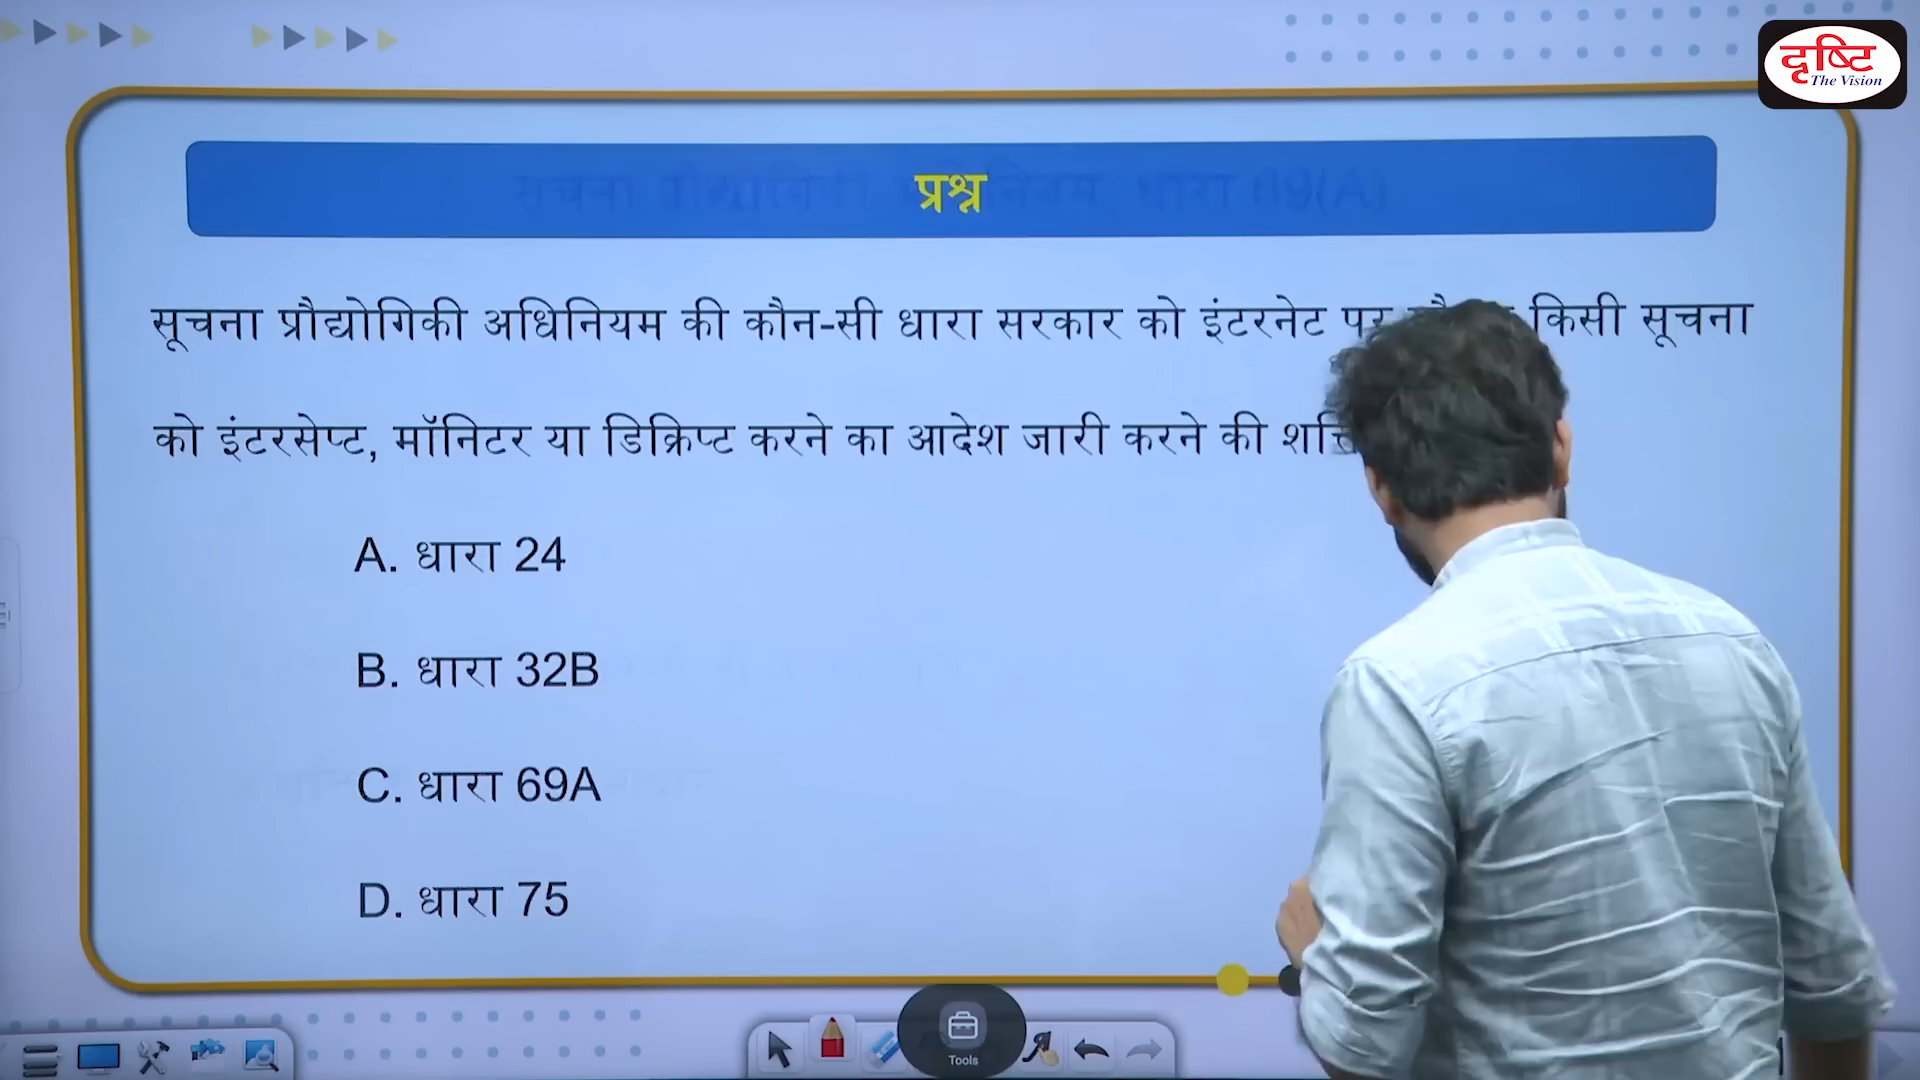 दृष्टि
The Vision
प्रश्न
सूचना प्रौद्योगिकी अधिनियम की कौन-सी धारा सरकार को इंटरनेट पर किसी सूचना
को इंटरसेप्ट, मॉनिटर या डिक्रिप्ट करने का आदेश जारी करने की
A. धारा 24
B. धारा 32B
C. धारा 69A
D. धारा 75
Tools